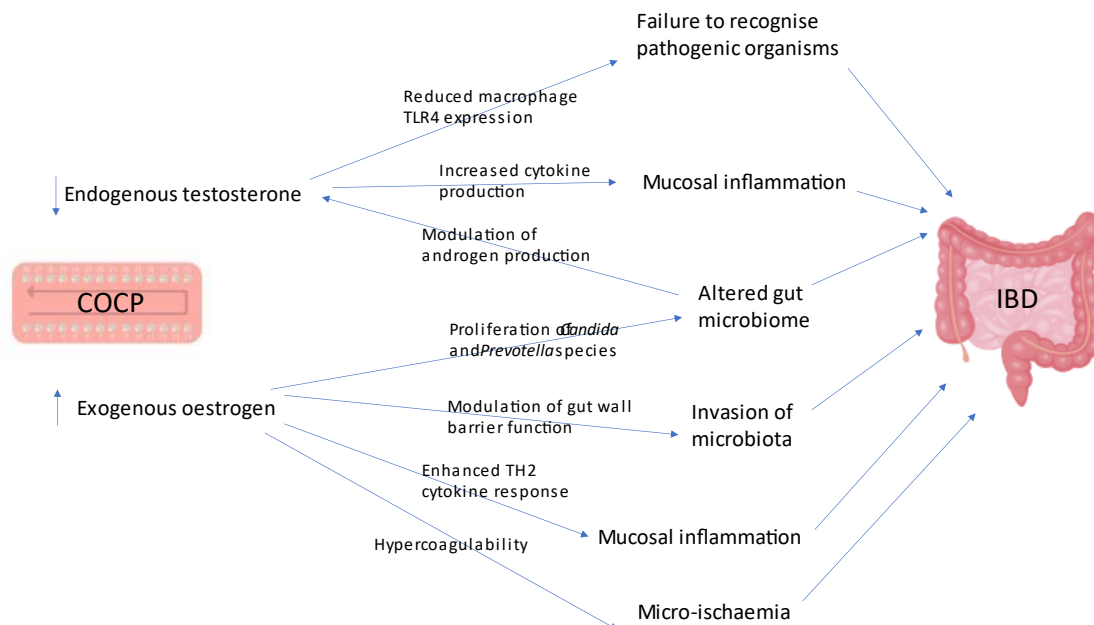 Failure to recognise
pathogenic organisms
Reduced macrophage
TLR4 expression
Increased cytokine
production
Mucosal inflammation
Endogenous testosterone
Modulation of
androgen production
COCP
Altered gut
microbiome
IBD
Proliferation of Candida
and Prevotella species
Exogenous oestrogen
Modulation of gut wall
barrier function
Invasion of
microbiota
Enhanced TH2
cytokine response
Mucosal inflammation
Hypercoagulability
Micro-ischaemia